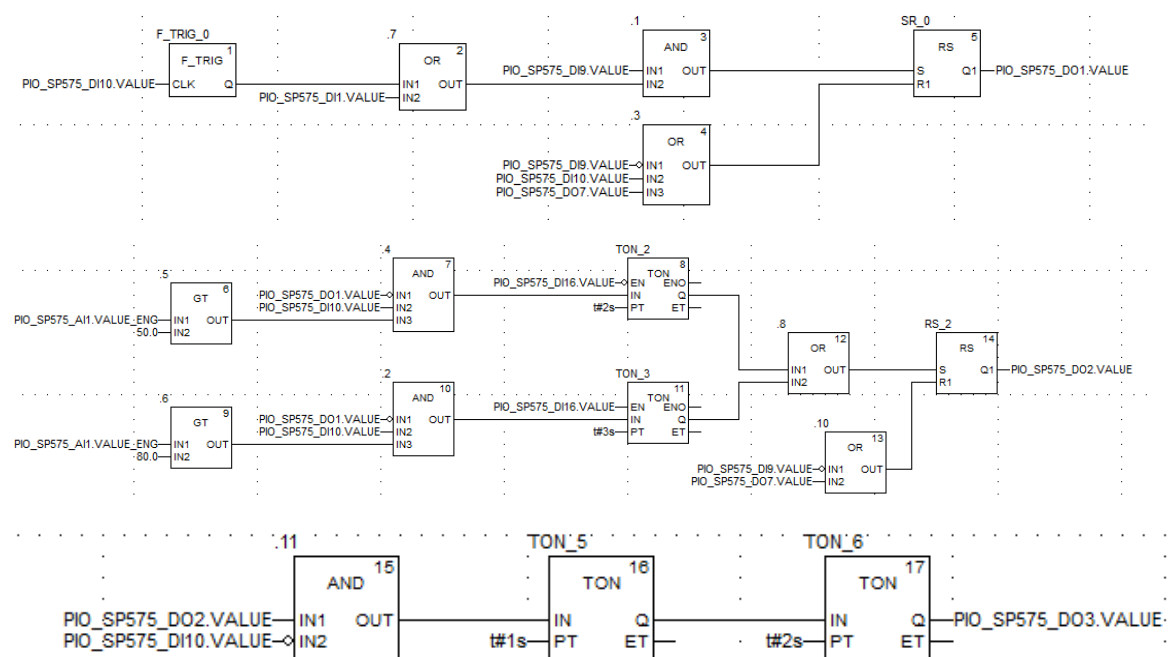 F_TRIG_0
1
F_TRIG
PIO_SP575_DI10.VALUE CLK Q
.7
2
OR
IN1 OUT
PIO_SP575_DI1.VALUE IN2
.1
3
AND
PIO_SP575_DI9.VALUE IN1 OUT
IN2
SR_0
5
RS
S Q1 PIO_SP575_DO1.VALUE
R1
.3
4
OR
PIO_SP575_DI9.VALUE IN1 OUT
PIO_SP575_DI10.VALUE IN2
PIO_SP575_DO7.VALUE IN3
.5
6
GT
PIO_SP575_AI1.VALUE_ENG IN1 OUT
50.0 IN2
.4
7
AND
PIO_SP575_DO1.VALUE IN1 OUT
PIO_SP575_DI10.VALUE IN2
IN3
TON_2
8
TON
PIO_SP575_DI16.VALUE EN ENO
IN Q
t#2s PT ET
.6
9
GT
PIO_SP575_AI1.VALUE_ENG IN1 OUT
80.0 IN2
.2
10
AND
PIO_SP575_DO1.VALUE IN1 OUT
PIO_SP575_DI10.VALUE IN2
IN3
TON_3
11
TON
PIO_SP575_DI16.VALUE EN ENO
IN Q
t#3s PT ET
.8
12
OR
IN1 OUT
IN2
RS_2
14
RS
S Q1 PIO_SP575_DO2.VALUE
R1
.10
13
OR
PIO_SP575_DI9.VALUE IN1 OUT
PIO_SP575_DO7.VALUE IN2
.11
15
AND
PIO_SP575_DO2.VALUE IN1 OUT
PIO_SP575_DI10.VALUE IN2
TON_5
16
TON
IN Q
t#1s PT ET
TON_6
17
TON
IN Q PIO_SP575_DO3.VALUE
t#2s PT ET